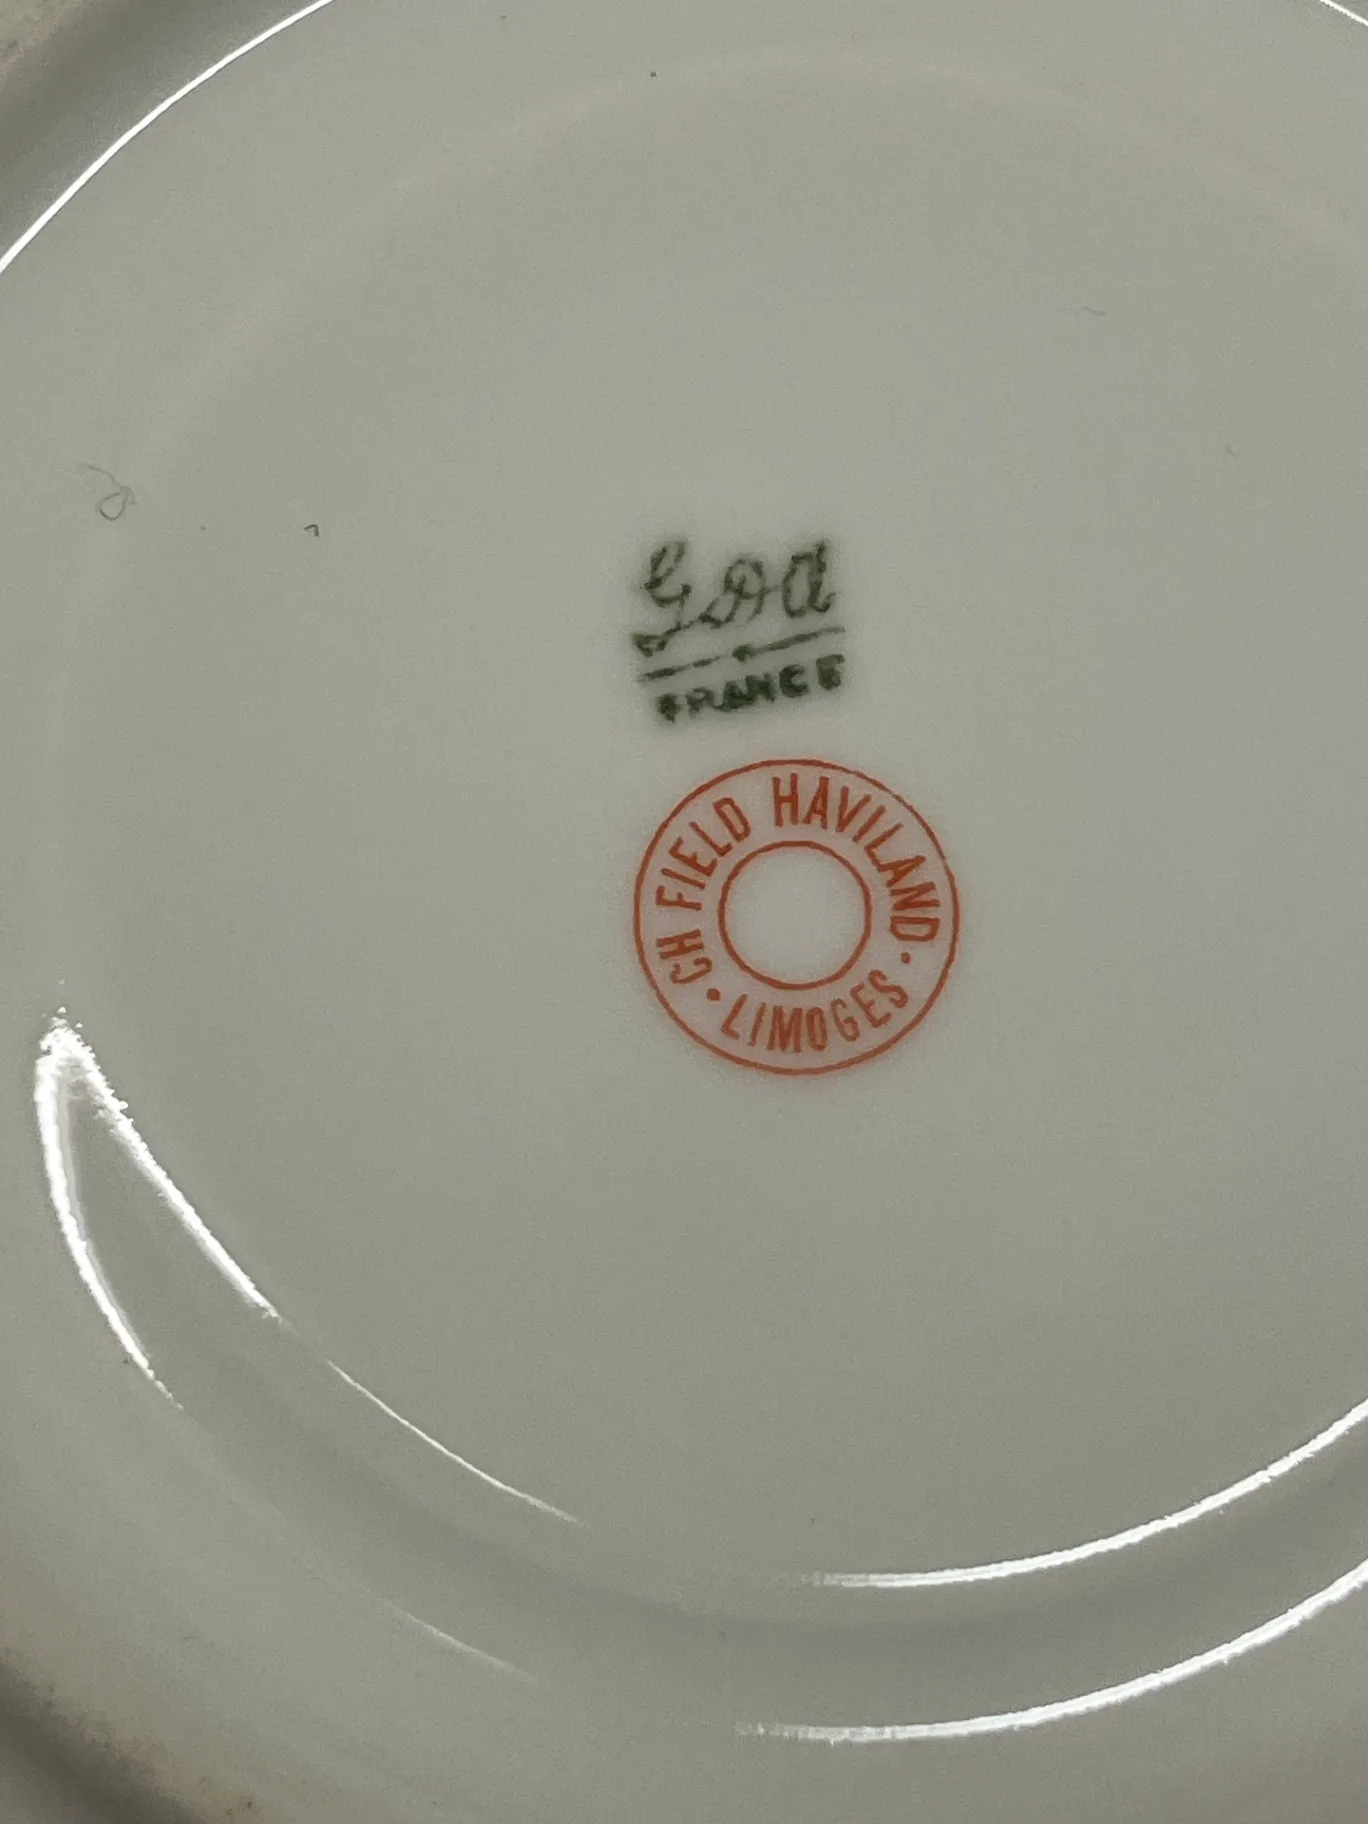 GDA
FRANCE
CH FIELD HAVILAND
• LIMOGES •